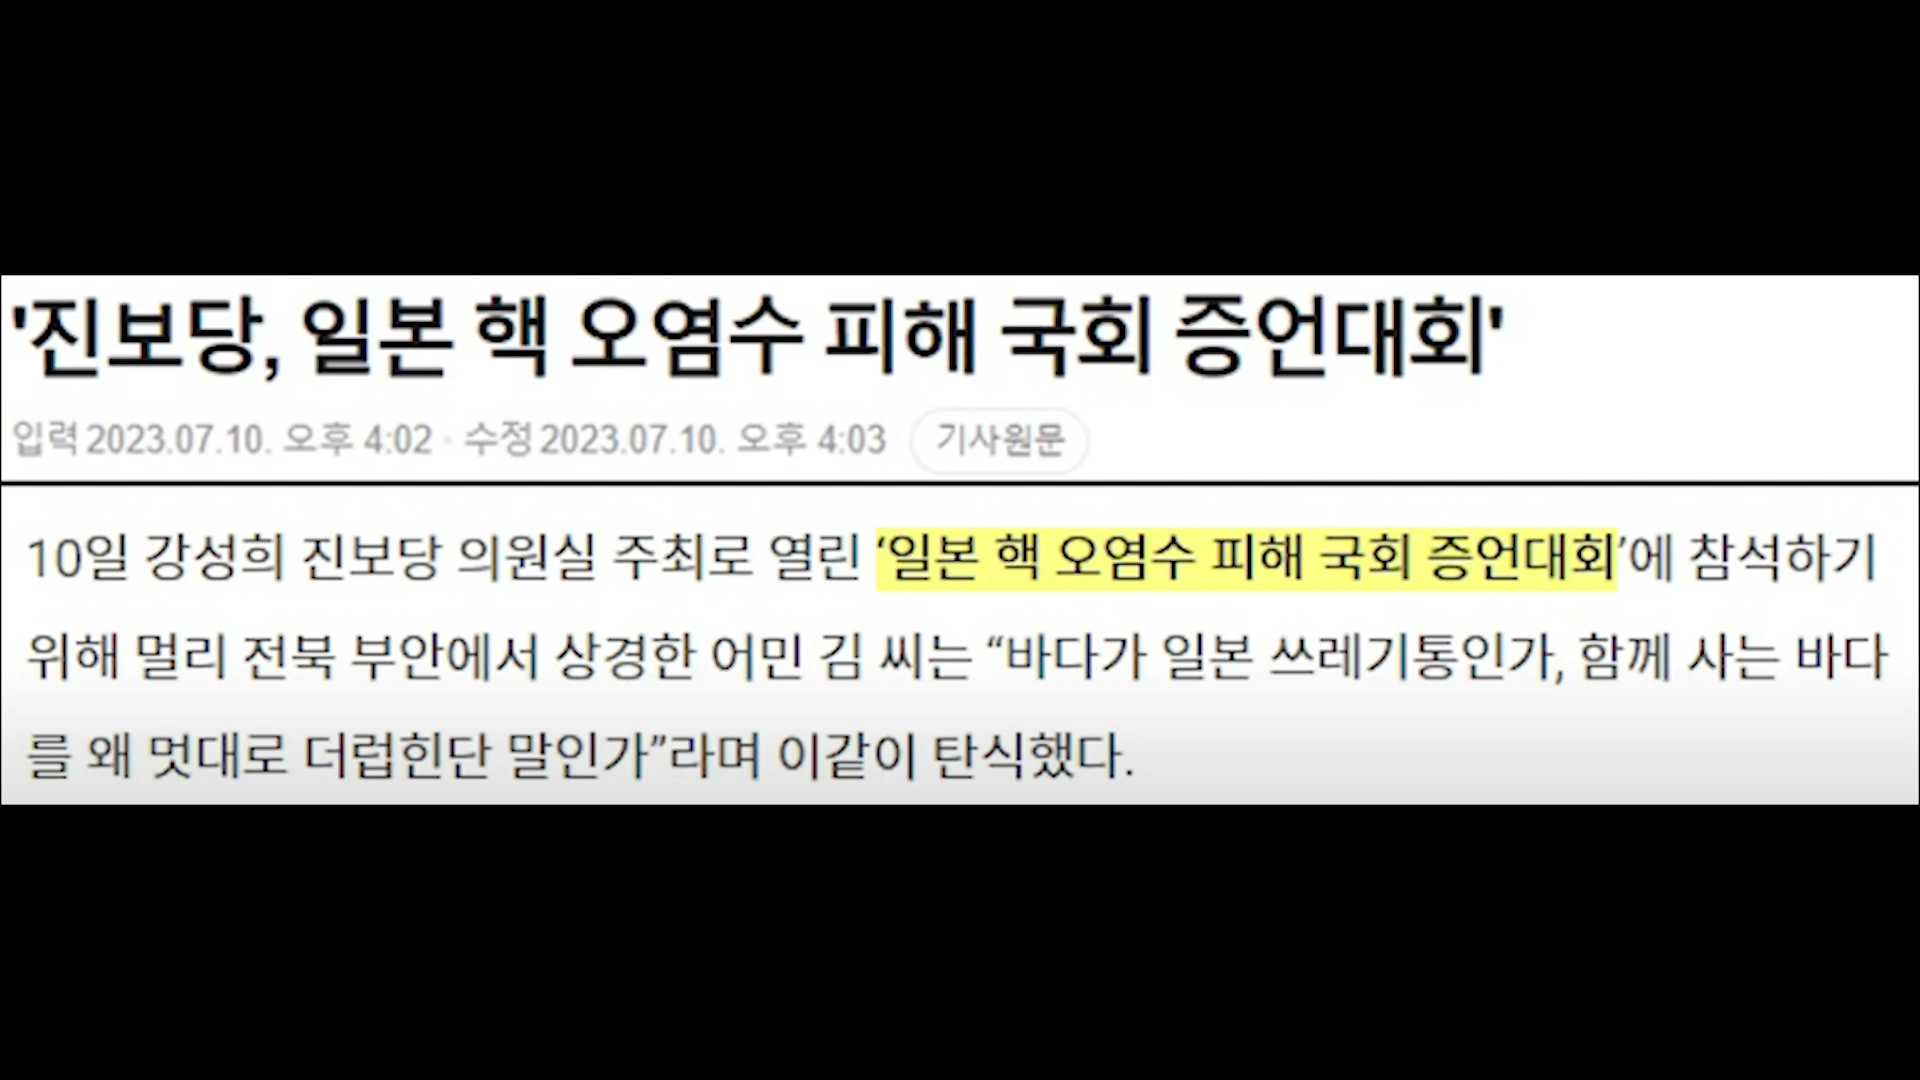 '진보당, 일본 핵 오염수 피해 국회 증언대회'
입력 2023.07.10. 오후 4:02 · 수정 2023.07.10. 오후 4:03 기사원문
10일 강성희 진보당 의원실 주최로 열린 ‘일본 핵 오염수 피해 국회 증언대회’에 참석하기
위해 멀리 전북 부안에서 상경한 어민 김 씨는 “바다가 일본 쓰레기통인가, 함께 사는 바다
를 왜 멋대로 더럽힌단 말인가”라며 이같이 탄식했다.